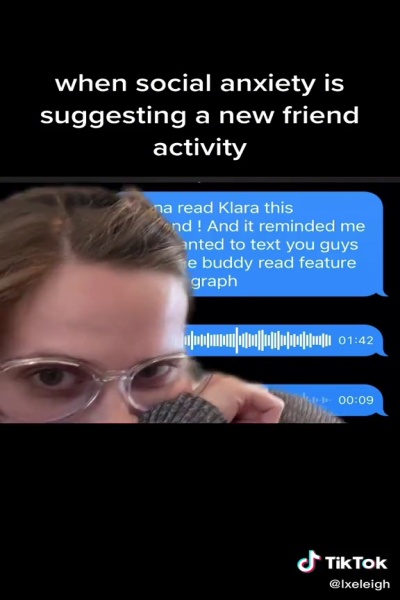 when social anxiety is
suggesting a new friend
activity
na read Klara this
nd ! And it reminded me
anted to text you guys
e buddy read feature
graph
01:42
00:09
TikTok
@lxeleigh